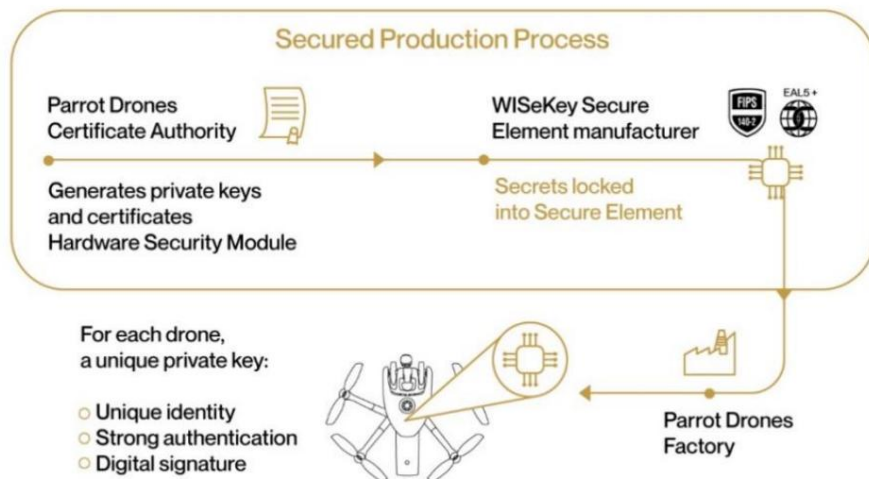 Secured Production Process
Parrot Drones
Certificate Authority
WISeKey Secure
Element manufacturer
FIPS
140-2
EAL5+
Generates private keys
and certificates
Hardware Security Module
Secrets locked
into Secure Element
For each drone,
a unique private key:
Unique identity
Strong authentication
Digital signature
Parrot Drones
Factory